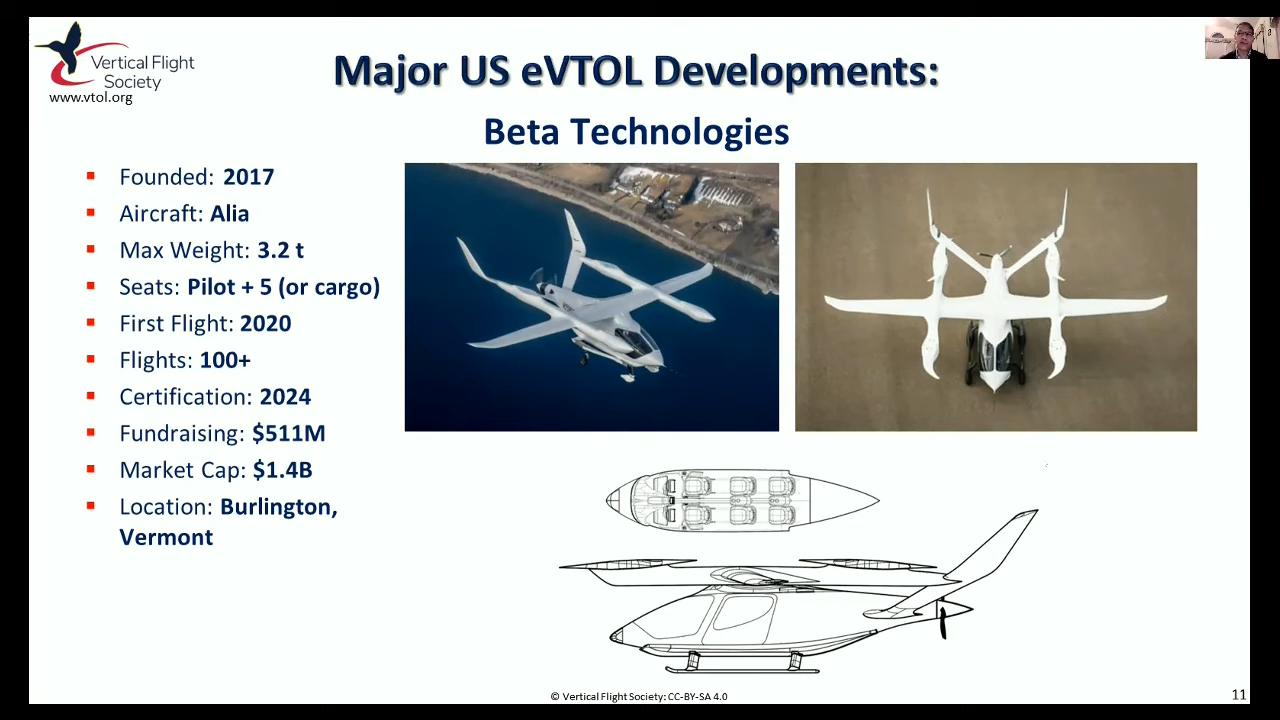 Vertical Flight
Society
www.vtol.org
Major US eVTOL Developments:
Beta Technologies
Founded: 2017
Aircraft: Alia
Max Weight: 3.2 t
Seats: Pilot + 5 (or cargo)
First Flight: 2020
Flights: 100+
Certification: 2024
Fundraising: $511M
Market Cap: $1.4B
Location: Burlington,
Vermont
© Vertical Flight Society: CC-BY-SA 4.0
11